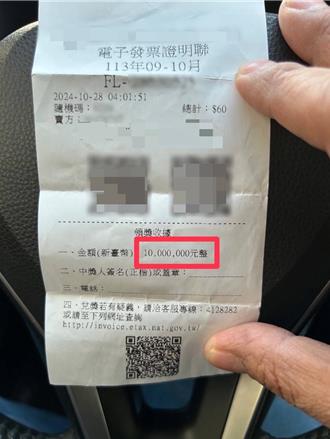 電子發票證明聯
113年09-10月
FL-
2024-10-28 04:01:51
隨機碼: 總計:$60
賣方:
領獎收據
一、金額(新臺幣) 10,000,000元整
二、中獎人簽名(正楷)或蓋章:
三、電話:
四、兌獎若有疑義，請洽客服專線:4128282
或請至下列網址查詢
http://invoice.etax.nat.gov.tw/